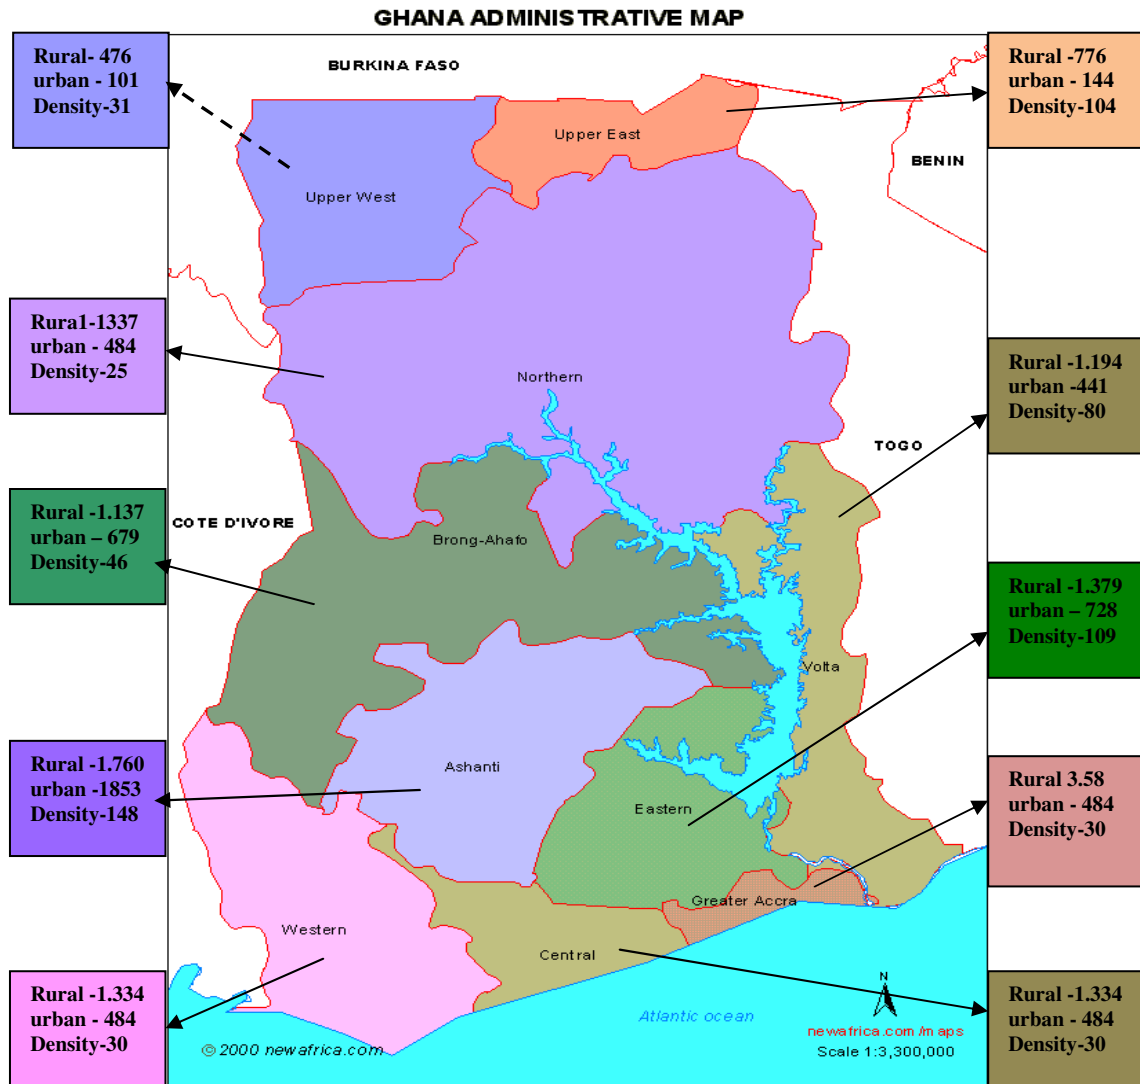 GHANA ADMINISTRATIVE MAP
Rural- 476
urban - 101
Density-31
BURKINA FASO
Rural -776
urban - 144
Density-104
Upper East
BENIN
Upper West
Rura1-1337
urban - 484
Density-25
Northern
Rural -1.194
urban -441
Density-80
TOGO
Rural -1.137
urban – 679
Density-46
COTE D'IVORE
Brong-Ahafo
Rural -1.379
urban – 728
Density-109
Volta
Rural -1.760
urban -1853
Density-148
Ashanti
Eastern
Rural 3.58
urban - 484
Density-30
Greater Accra
Western
Central
Rural -1.334
urban - 484
Density-30
N
Atlantic ocean
newafrica.com/maps
Scale 1:3,300,000
© 2000 newafrica.com
Rural -1.334
urban - 484
Density-30